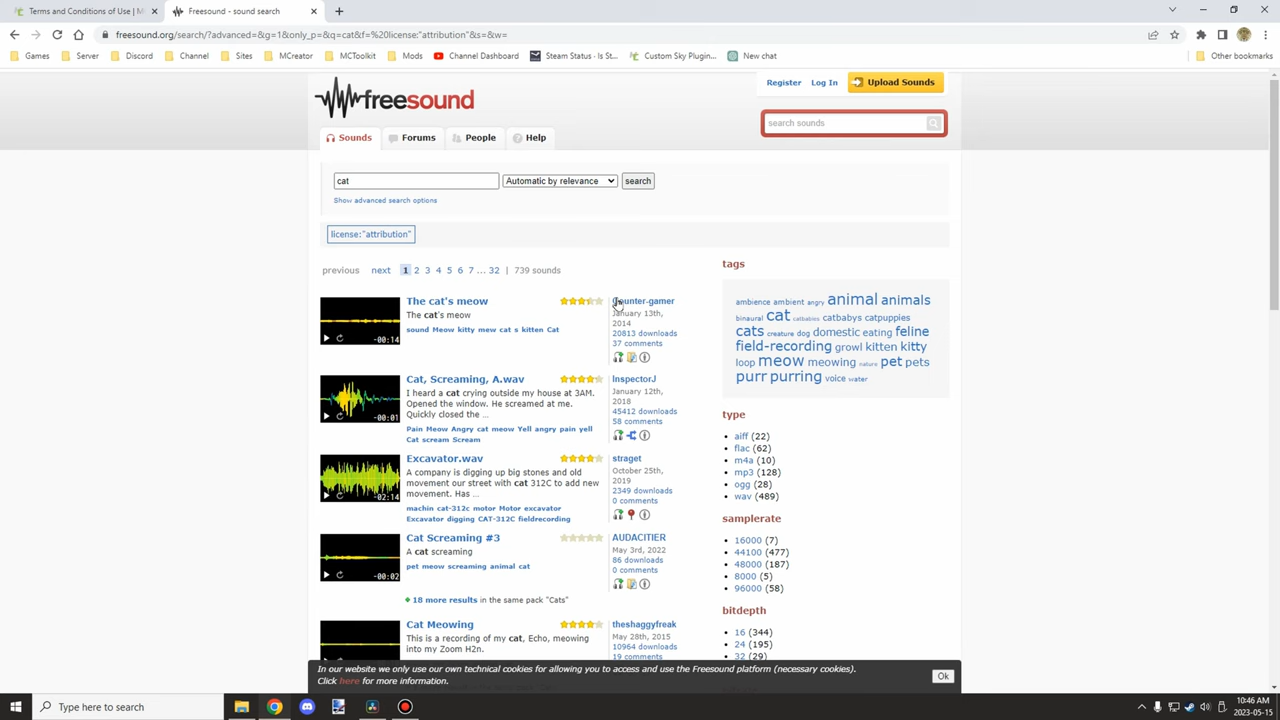 Terms and Conditions of Use | M
Freesound - sound search
freesound.org/search/?advanced=&g=1&only_p=&q=cat&f=%20license:"attribution"&s=&w=
Games
Server
Discord
Channel
Sites
MCreator
MCToolkit
Mods
Channel Dashboard
Steam Status · Is St...
Custom Sky Plugin...
New chat
Other bookmarks
freesound
Register
Log In
Upload Sounds
search sounds
Sounds
Forums
People
Help
cat
Automatic by relevance
search
Show advanced search options
license:"attribution"
previous next 1 2 3 4 5 6 7 ... 32 | 739 sounds
-00:14
The cat's meow
The cat's meow
sound Meow kitty mew cat s kitten Cat
Counter-gamer
January 13th,
2014
20813 downloads
37 comments
-00:01
Cat, Screaming, A.wav
I heard a cat crying outside my house at 3AM.
Opened the window. He screamed at me.
Quickly closed the ...
Pain Meow Angry cat meow Yell angry pain yell
Cat scream Scream
InspectorJ
January 12th,
2018
45412 downloads
58 comments
-02:14
Excavator.wav
A company is digging up big stones and old
movement our street with cat 312C to add new
movement. Has ...
machin cat-312c motor Motor excavator
Excavator digging CAT-312C fieldrecording
straget
October 25th,
2019
2349 downloads
0 comments
-00:02
Cat Screaming #3
A cat screaming
pet meow screaming animal cat
18 more results in the same pack "Cats"
AUDACITIER
May 3rd, 2022
86 downloads
0 comments
Cat Meowing
This is a recording of my cat, Echo, meowing
into my Zoom H2n.
theshaggyfreak
May 28th, 2015
10964 downloads
19 comments
tags
ambience ambient angry animal animals
binaural cat catbabies catbabys catpuppies
cats creature dog domestic eating feline
field-recording growl kitten kitty
loop meow meowing nature pet pets
purr purring voice water
type
aiff (22)
flac (62)
m4a (10)
mp3 (128)
ogg (28)
wav (489)
samplerate
16000 (7)
44100 (477)
48000 (187)
8000 (5)
96000 (58)
bitdepth
16 (344)
24 (195)
32 (29)
In our website we only use our own technical cookies for allowing you to access and use the Freesound platform (necessary cookies).
Click here for more information.
Ok
Type here to search
10:46 AM
2023-05-15